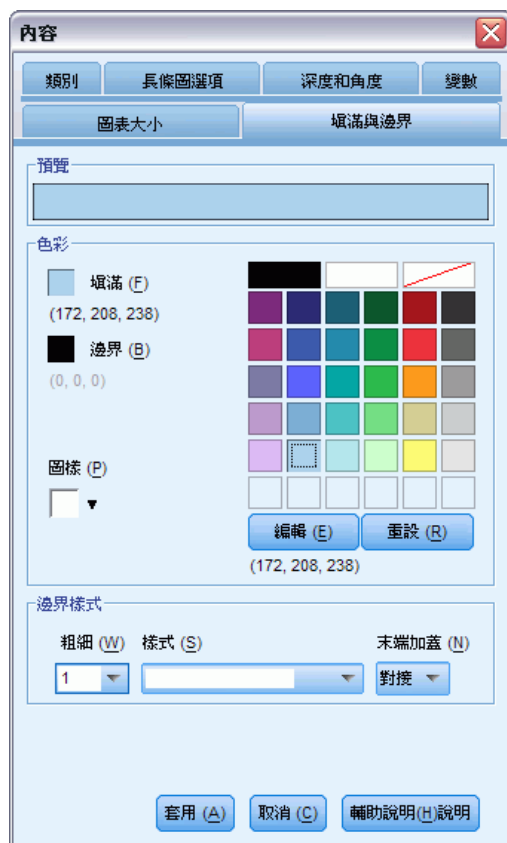 內容
類別 長條圖選項 深度和角度 變數
圖表大小 填滿與邊界
預覽
色彩
填滿 (F)
(172, 208, 238)
邊界 (B)
(0, 0, 0)
圖樣 (P)
編輯 (E) 重設 (R)
(172, 208, 238)
邊界樣式
粗細 (W) 樣式 (S) 末端加蓋 (N)
1 對接
套用 (A) 取消 (C) 輔助說明(H)說明